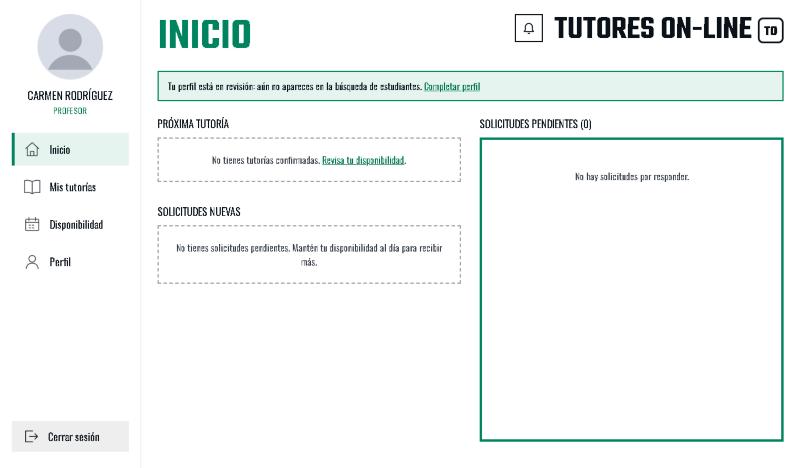 CARMEN RODRÍGUEZ
PROFESOR
Inicio
Mis tutorías
Disponibilidad
Perfil
Cerrar sesión
INICIO
TUTORES ON-LINE
TO
Tu perfil está en revisión: aún no apareces en la búsqueda de estudiantes. Completar perfil
PRÓXIMA TUTORÍA
No tienes tutorías confirmadas. Revisa tu disponibilidad.
SOLICITUDES NUEVAS
No tienes solicitudes pendientes. Mantén tu disponibilidad al día para recibir
más.
SOLICITUDES PENDIENTES (0)
No hay solicitudes por responder.